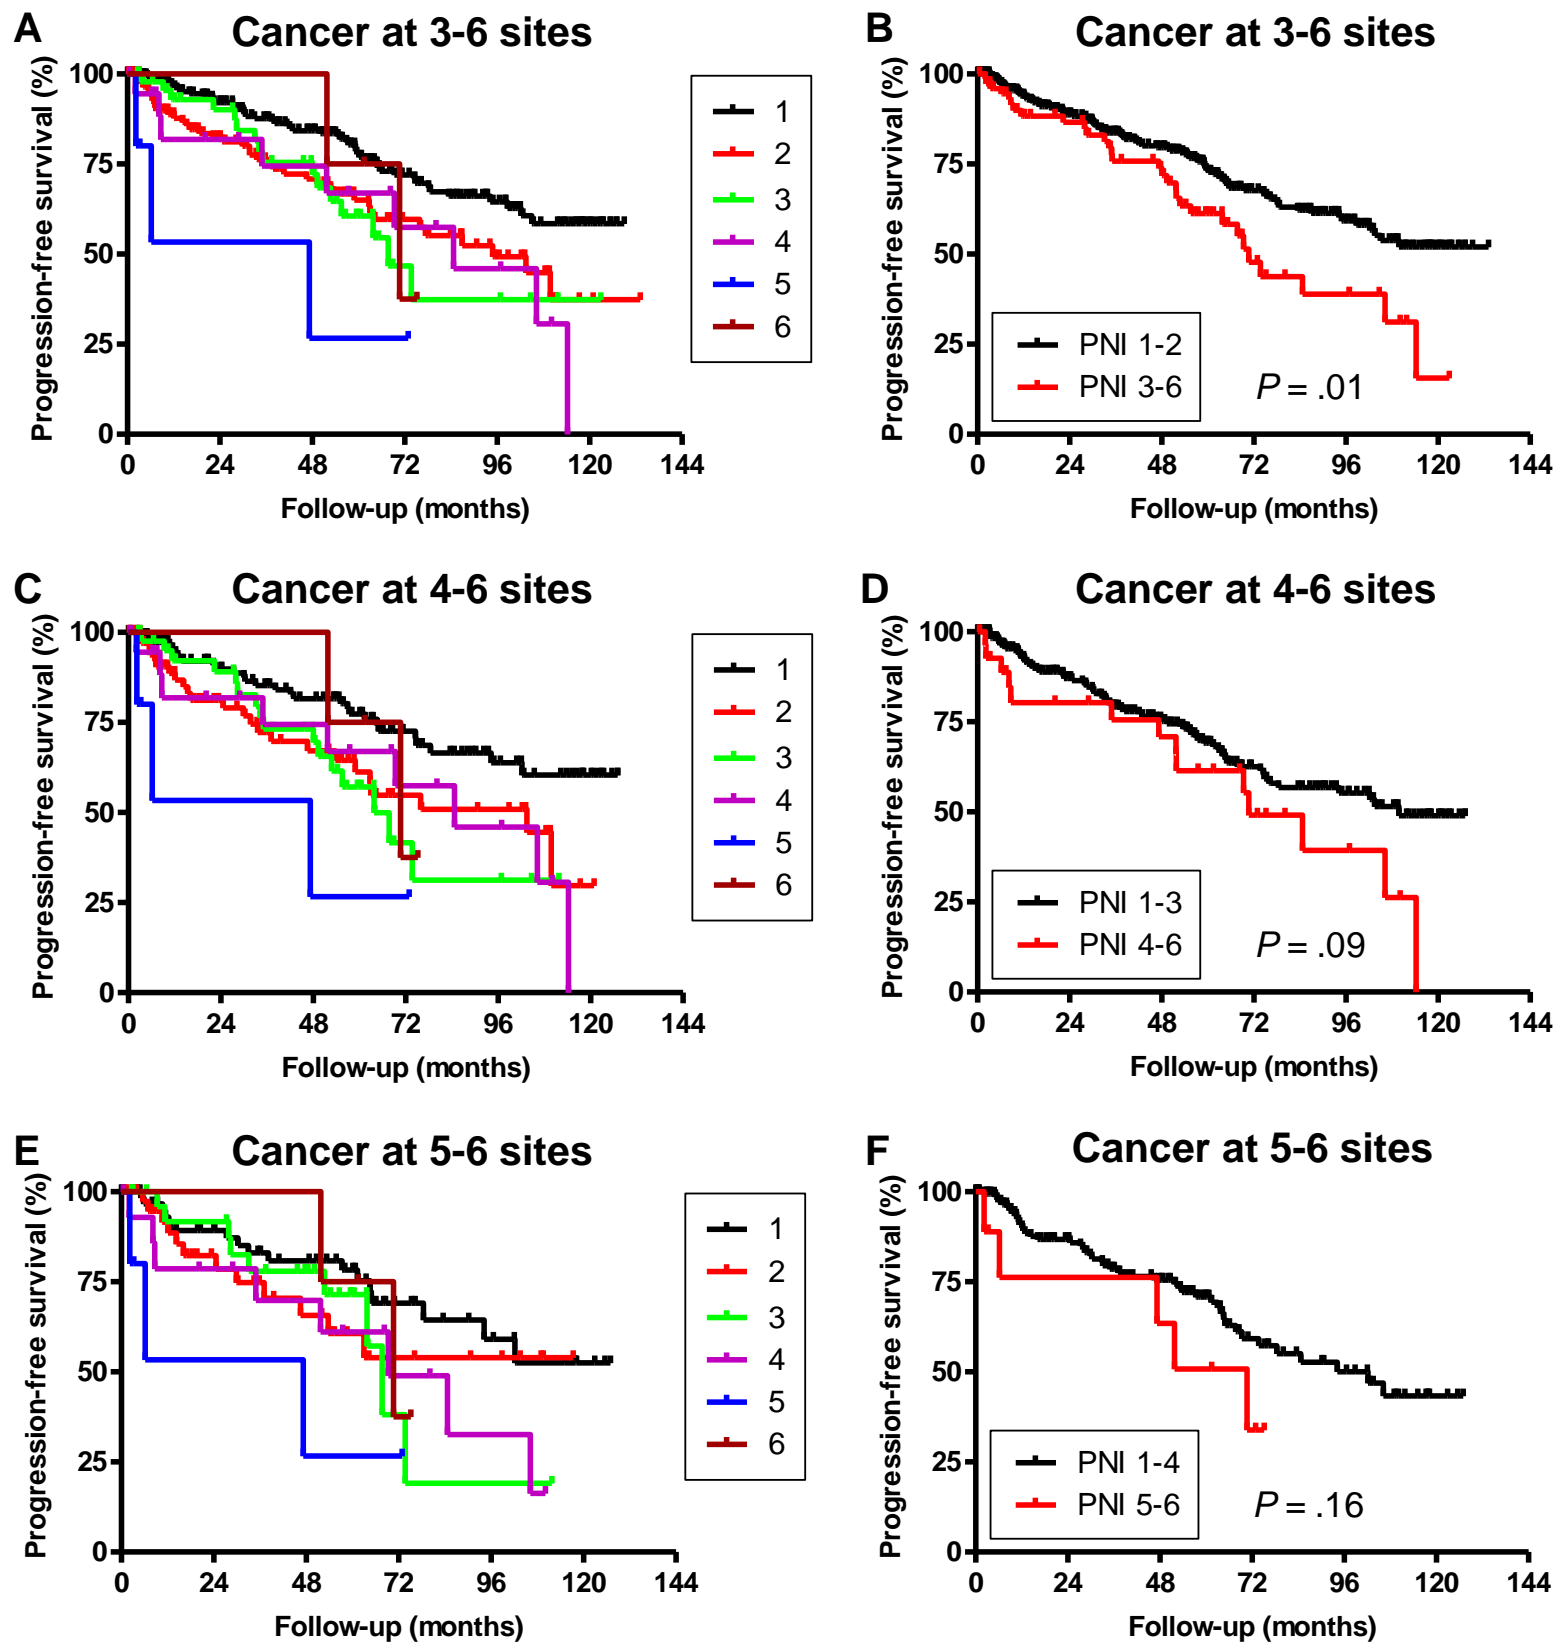 A
Cancer at 3-6 sites
Progression-free survival (%)
100
75
50
25
0
0 24 48 72 96 120 144
Follow-up (months)
1
2
3
4
5
6
B
Cancer at 3-6 sites
Progression-free survival (%)
100
75
50
25
0
0 24 48 72 96 120 144
Follow-up (months)
PNI 1-2
PNI 3-6
P = .01
C
Cancer at 4-6 sites
Progression-free survival (%)
100
75
50
25
0
0 24 48 72 96 120 144
Follow-up (months)
1
2
3
4
5
6
D
Cancer at 4-6 sites
Progression-free survival (%)
100
75
50
25
0
0 24 48 72 96 120 144
Follow-up (months)
PNI 1-3
PNI 4-6
P = .09
E
Cancer at 5-6 sites
Progression-free survival (%)
100
75
50
25
0
0 24 48 72 96 120 144
Follow-up (months)
1
2
3
4
5
6
F
Cancer at 5-6 sites
Progression-free survival (%)
100
75
50
25
0
0 24 48 72 96 120 144
Follow-up (months)
PNI 1-4
PNI 5-6
P = .16